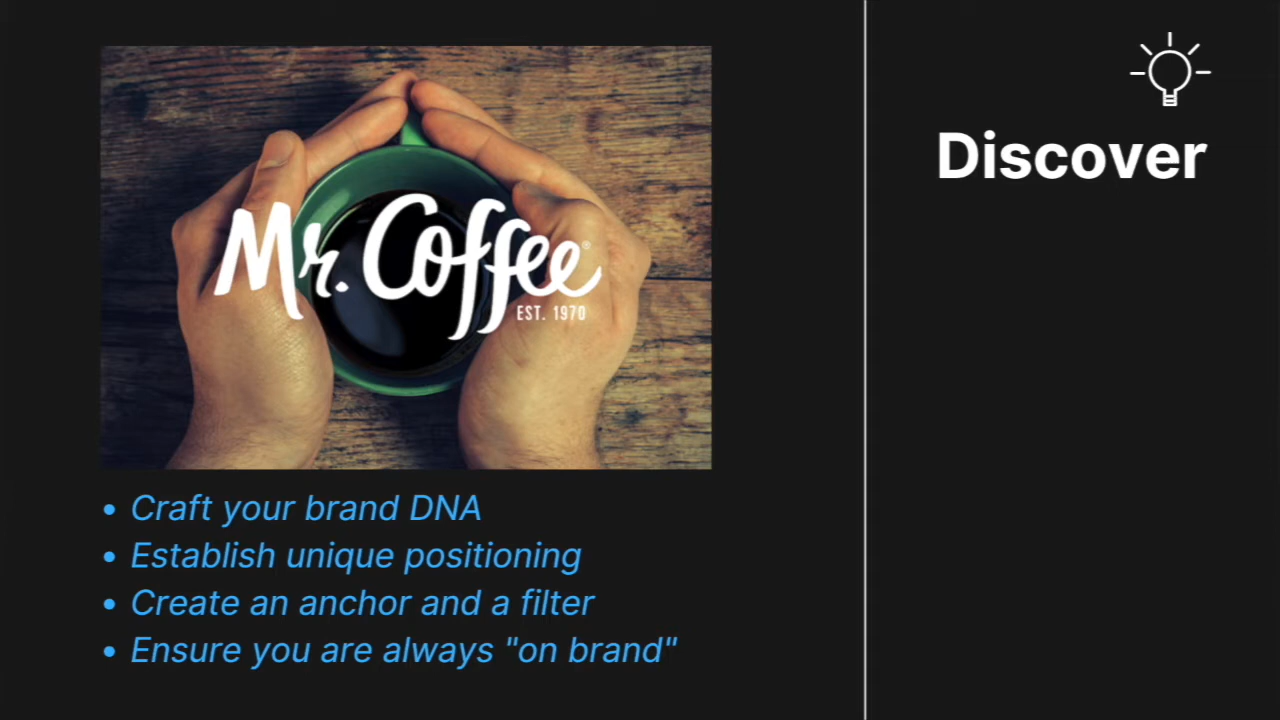 Mr. Coffee®
EST. 1970
• Craft your brand DNA
• Establish unique positioning
• Create an anchor and a filter
• Ensure you are always "on brand"
Discover